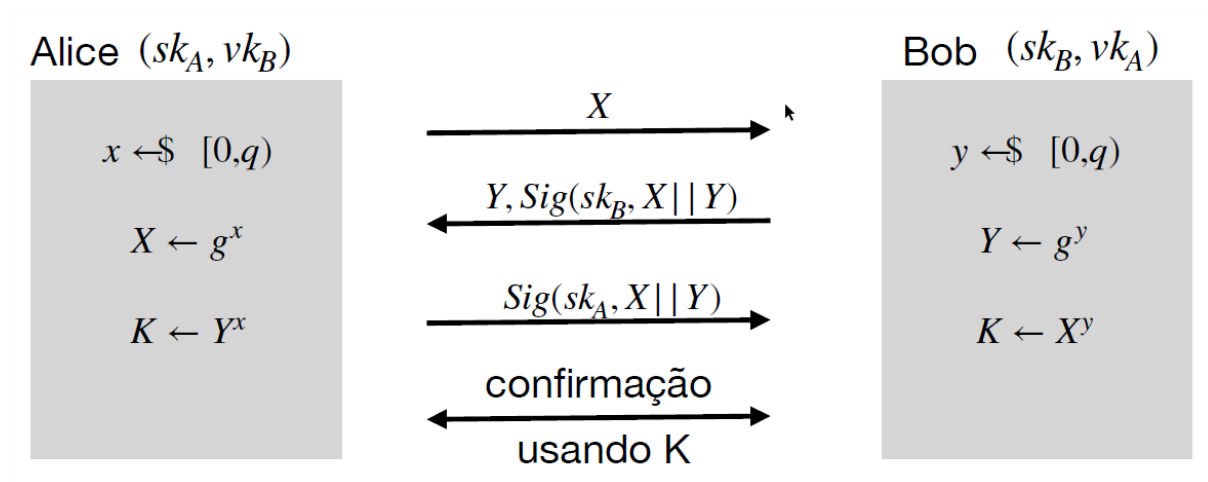 Alice (sk_A, vk_B)
Bob (sk_B, vk_A)
x ←$ [0,q)
X ← g^x
K ← Y^x
X
Y, Sig(sk_B, X||Y)
Sig(sk_A, X||Y)
confirmação
usando K
y ←$ [0,q)
Y ← g^y
K ← X^y